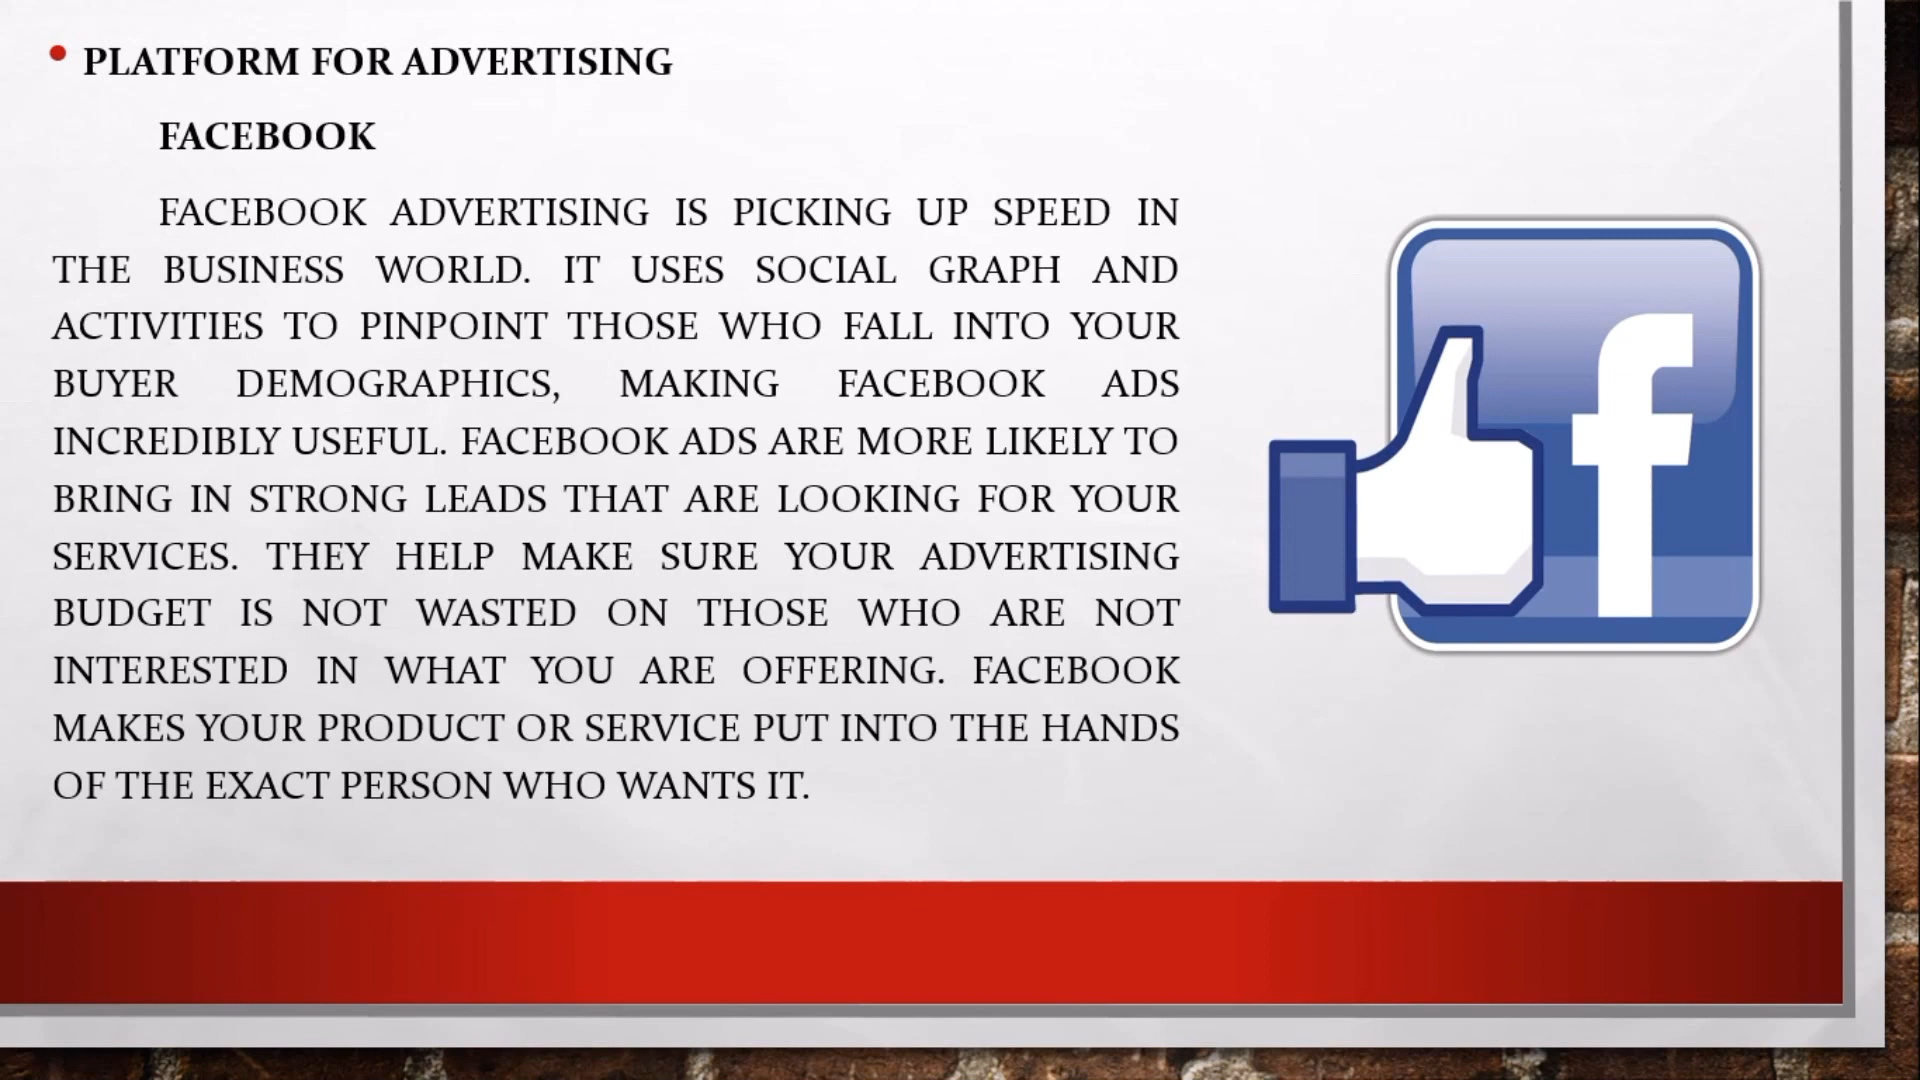 • PLATFORM FOR ADVERTISING
FACEBOOK
FACEBOOK ADVERTISING IS PICKING UP SPEED IN
THE BUSINESS WORLD. IT USES SOCIAL GRAPH AND
ACTIVITIES TO PINPOINT THOSE WHO FALL INTO YOUR
BUYER DEMOGRAPHICS, MAKING FACEBOOK ADS
INCREDIBLY USEFUL. FACEBOOK ADS ARE MORE LIKELY TO
BRING IN STRONG LEADS THAT ARE LOOKING FOR YOUR
SERVICES. THEY HELP MAKE SURE YOUR ADVERTISING
BUDGET IS NOT WASTED ON THOSE WHO ARE NOT
INTERESTED IN WHAT YOU ARE OFFERING. FACEBOOK
MAKES YOUR PRODUCT OR SERVICE PUT INTO THE HANDS
OF THE EXACT PERSON WHO WANTS IT.
f